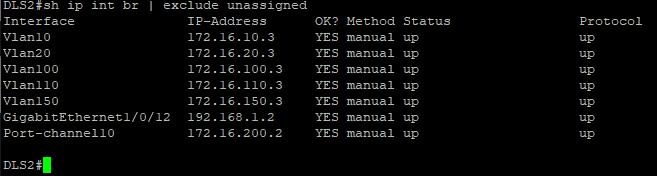 DLS2#sh ip int br | exclude unassigned
Interface              IP-Address      OK? Method Status                Protocol
Vlan10                 172.16.10.3     YES manual up                    up
Vlan20                 172.16.20.3     YES manual up                    up
Vlan100                172.16.100.3    YES manual up                    up
Vlan110                172.16.110.3    YES manual up                    up
Vlan150                172.16.150.3    YES manual up                    up
GigabitEthernet1/0/12  192.168.1.2     YES manual up                    up
Port-channel10         172.16.200.2    YES manual up                    up
DLS2#